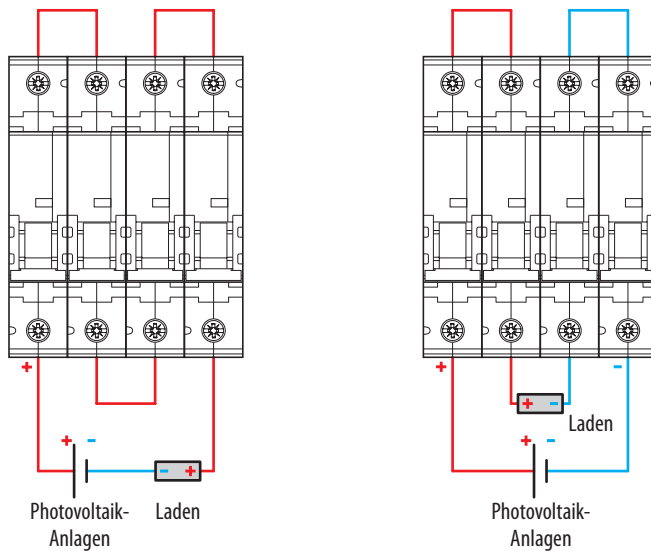 +
+ -
- +
Photovoltaik-
Anlagen
Laden
+ -
+ -
Laden
+ -
Photovoltaik-
Anlagen